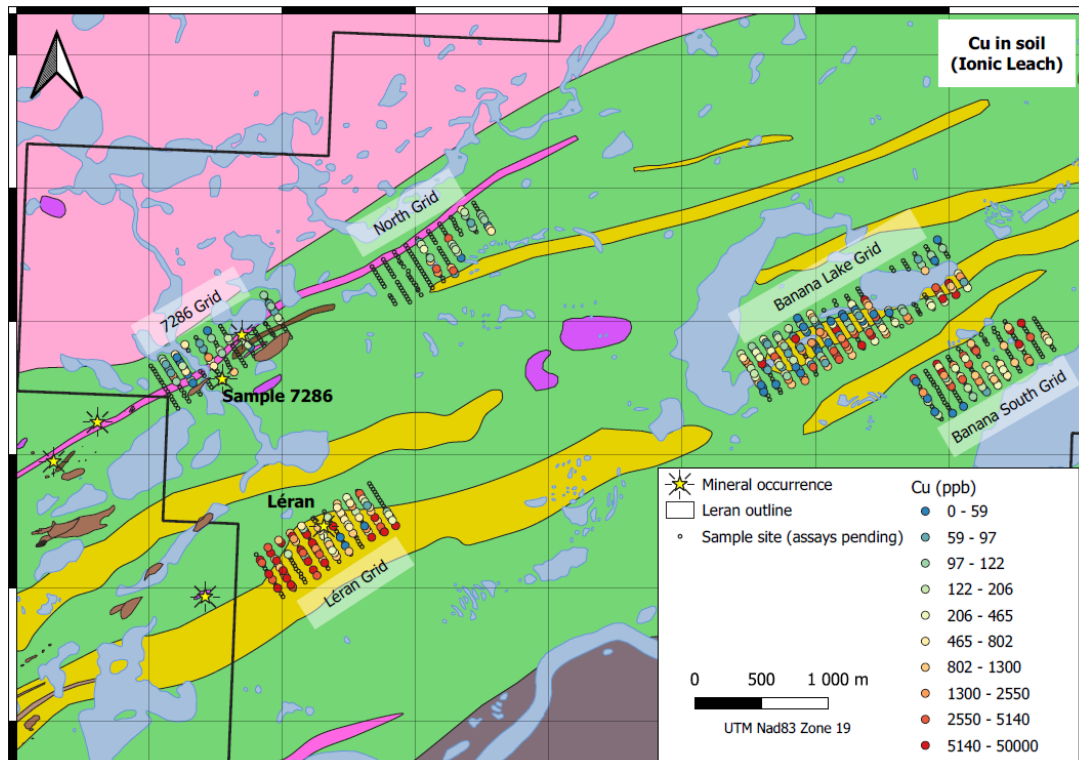 Cu in soil
(Ionic Leach)
North Grid
7286 Grid
Banana Lake Grid
Sample 7286
Banana South Grid
Léran
Léran Grid
Mineral occurrence
Leran outline
Sample site (assays pending)
Cu (ppb)
0 - 59
59 - 97
97 - 122
122 - 206
206 - 465
465 - 802
802 - 1300
1300 - 2550
2550 - 5140
5140 - 50000
0 500 1 000 m
UTM Nad83 Zone 19